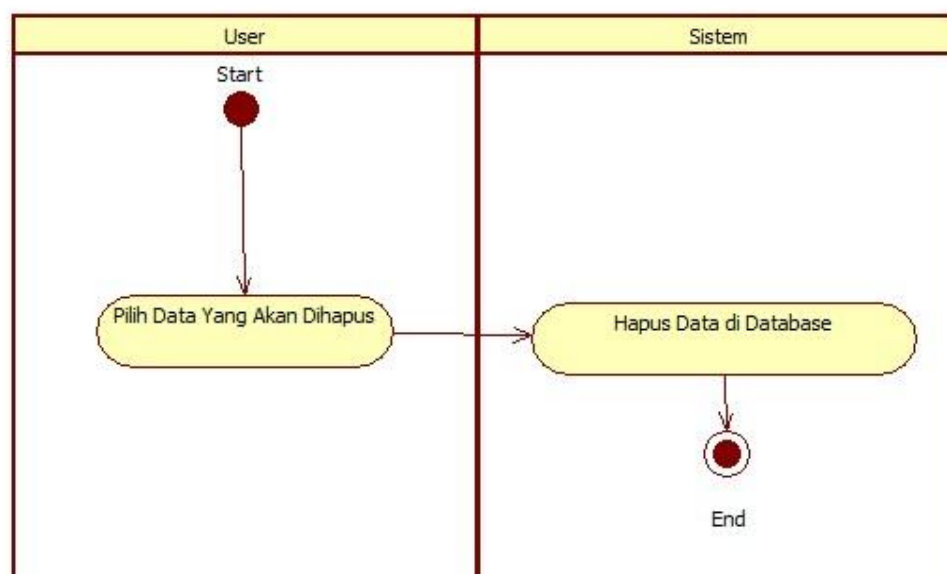 User
Sistem
Start
Pilih Data Yang Akan Dihapus
Hapus Data di Database
End